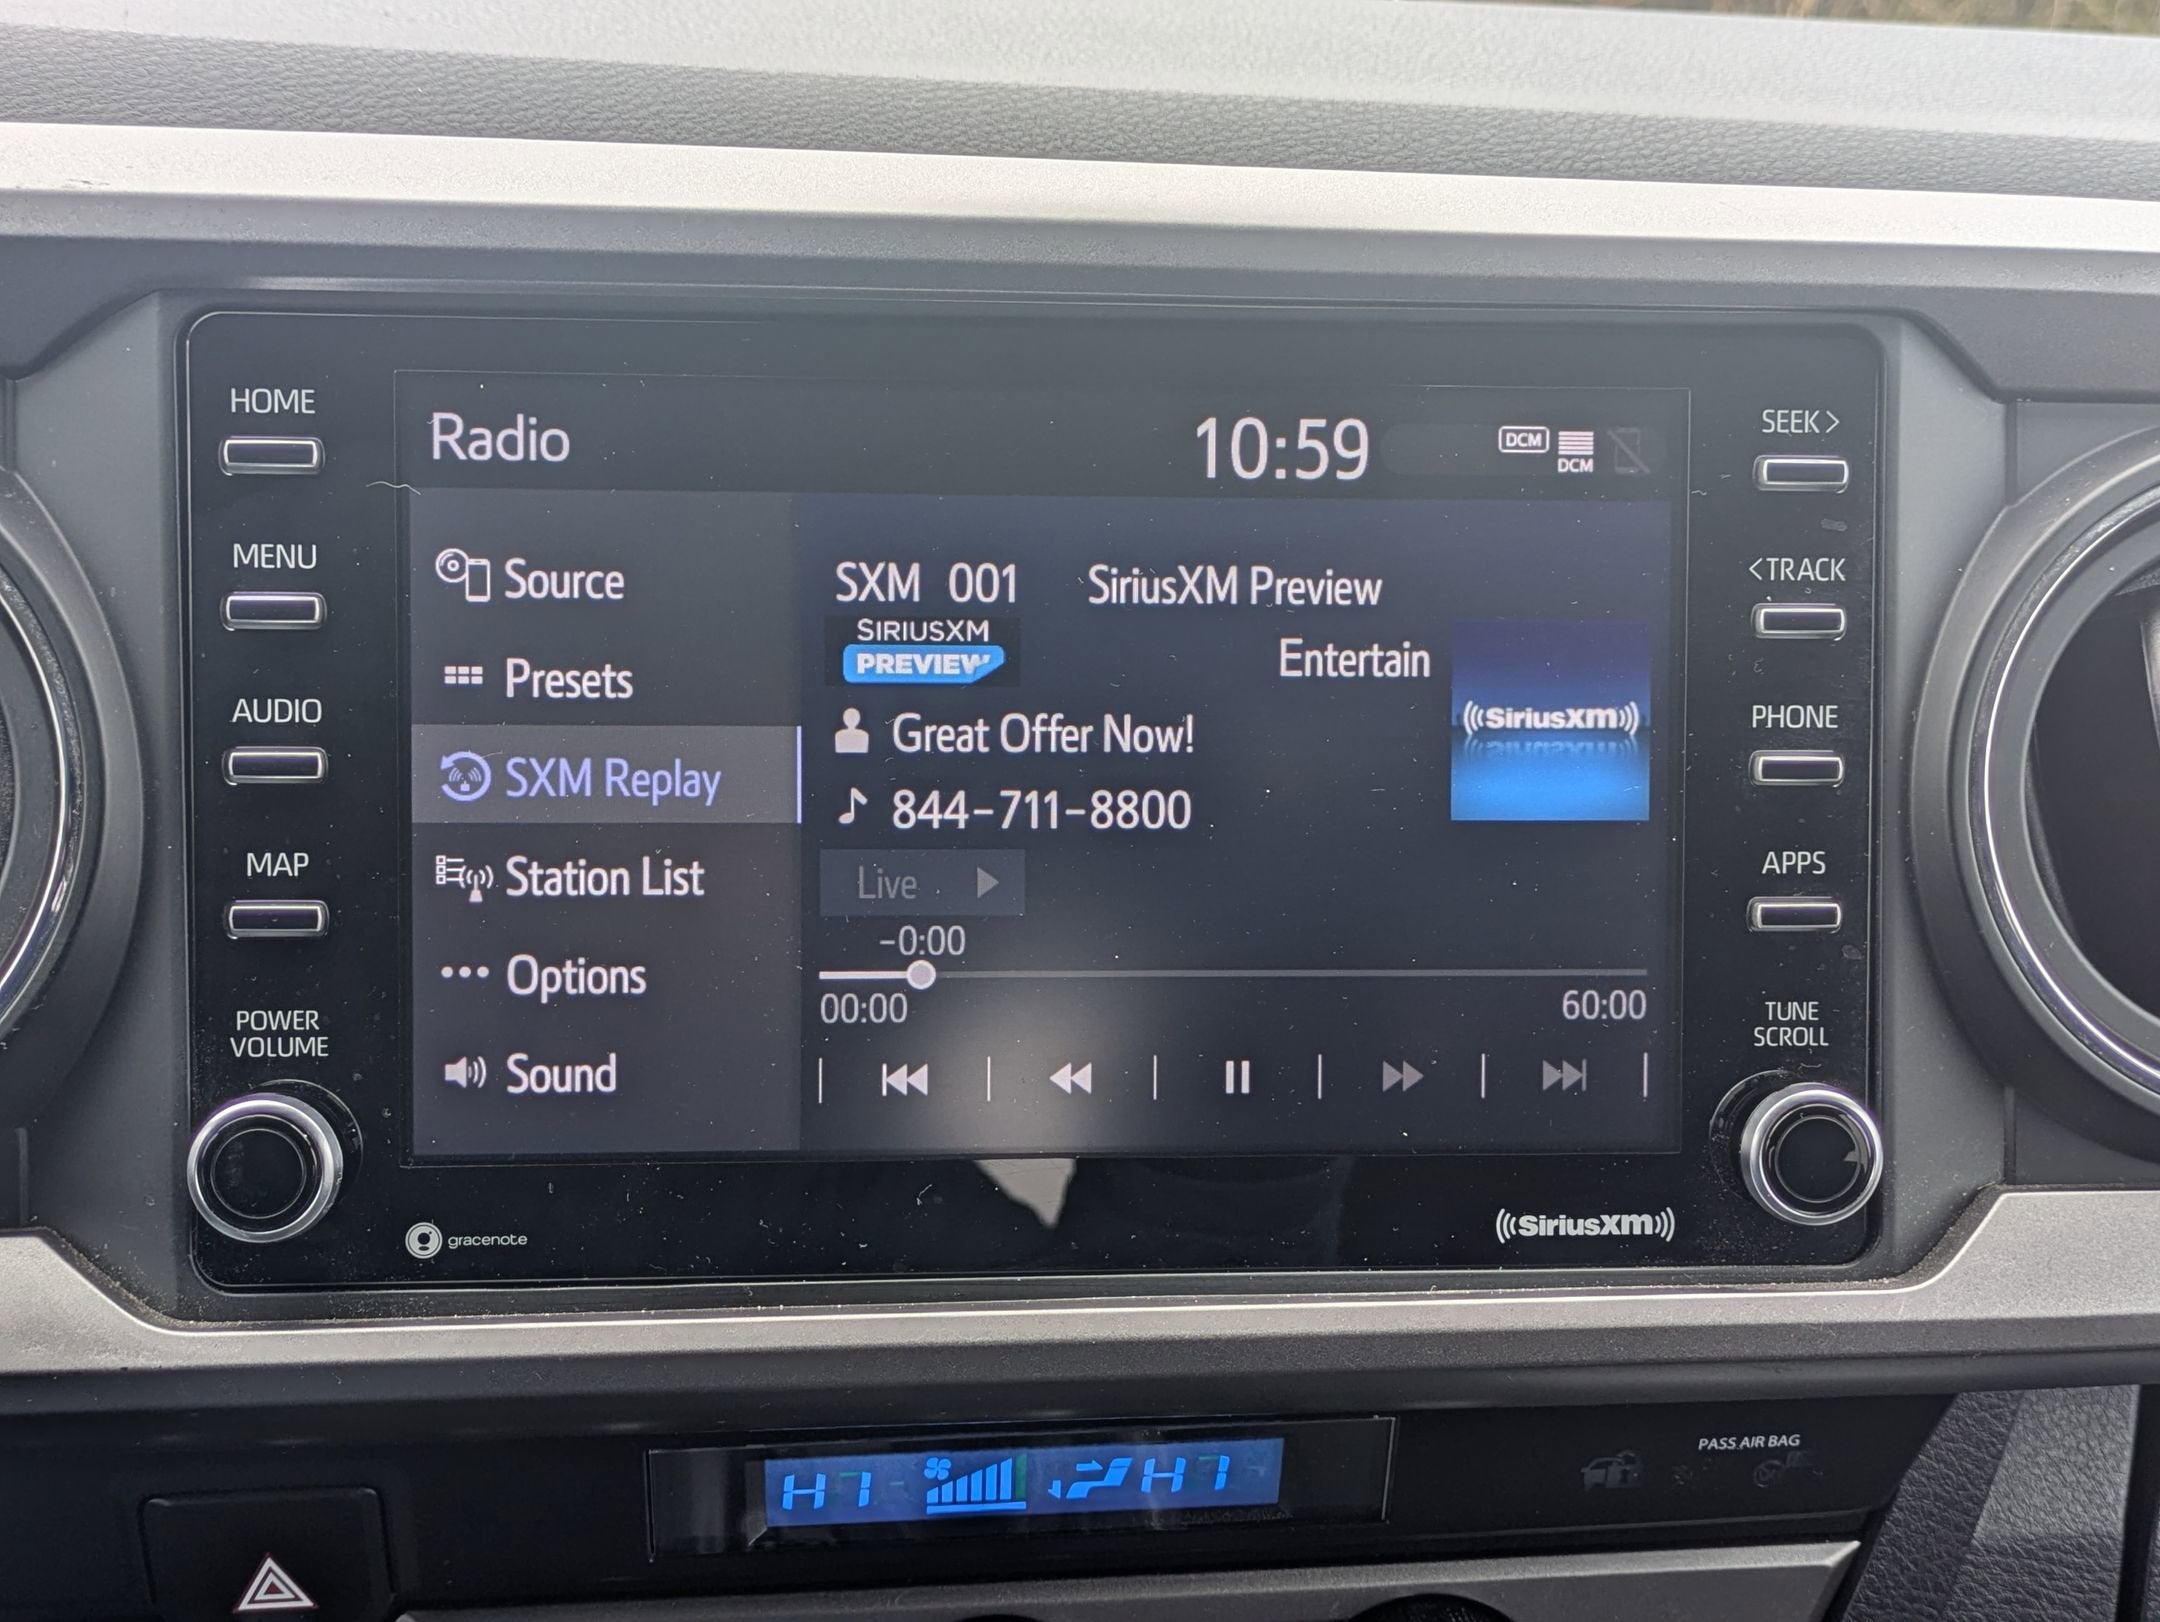 HOME
MENU
AUDIO
MAP
POWER
VOLUME
Radio
10:59
DCM
DCM
Source
Presets
SXM Replay
Station List
Options
Sound
SXM 001 SiriusXM Preview
SIRIUSXM
PREVIEW
Entertain
((SiriusXM))
Great Offer Now!
844-711-8800
Live
-0:00
00:00
60:00
SEEK>
<TRACK
PHONE
APPS
TUNE
SCROLL
gracenote
((SiriusXM))
HI
HI
PASS AIR BAG